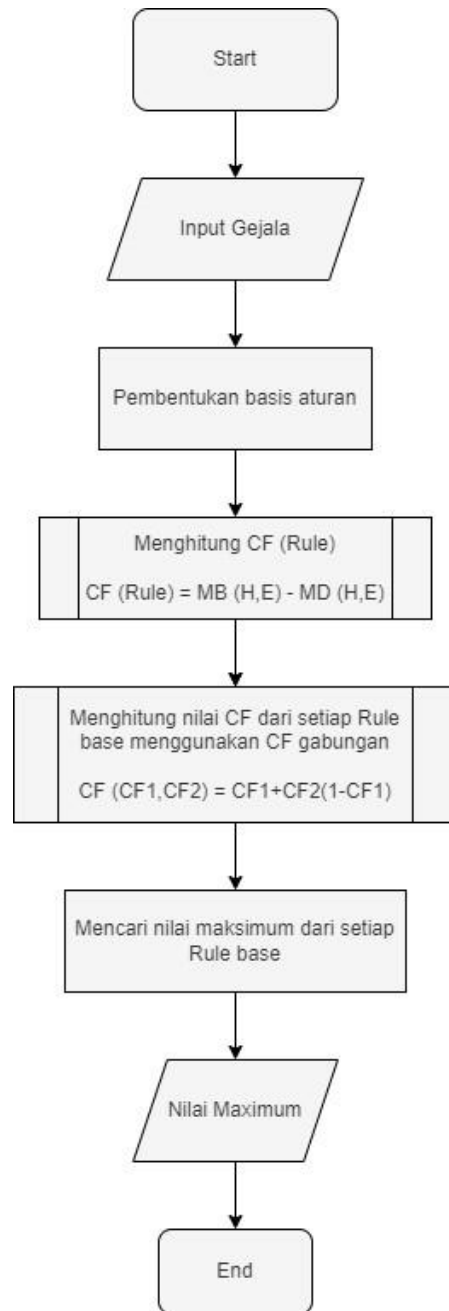 Start
Input Gejala
Pembentukan basis aturan
Menghitung CF (Rule)
CF (Rule) = MB (H,E) - MD (H,E)
Menghitung nilai CF dari setiap Rule
base menggunakan CF gabungan
CF (CF1,CF2) = CF1+CF2(1-CF1)
Mencari nilai maksimum dari setiap
Rule base
Nilai Maximum
End